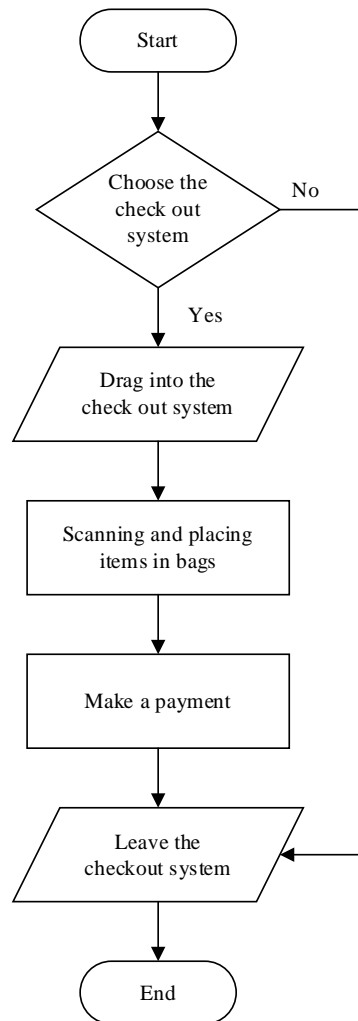 Start
Choose the
check out
system
No
Yes
Drag into the
check out system
Scanning and placing
items in bags
Make a payment
Leave the
checkout system
End